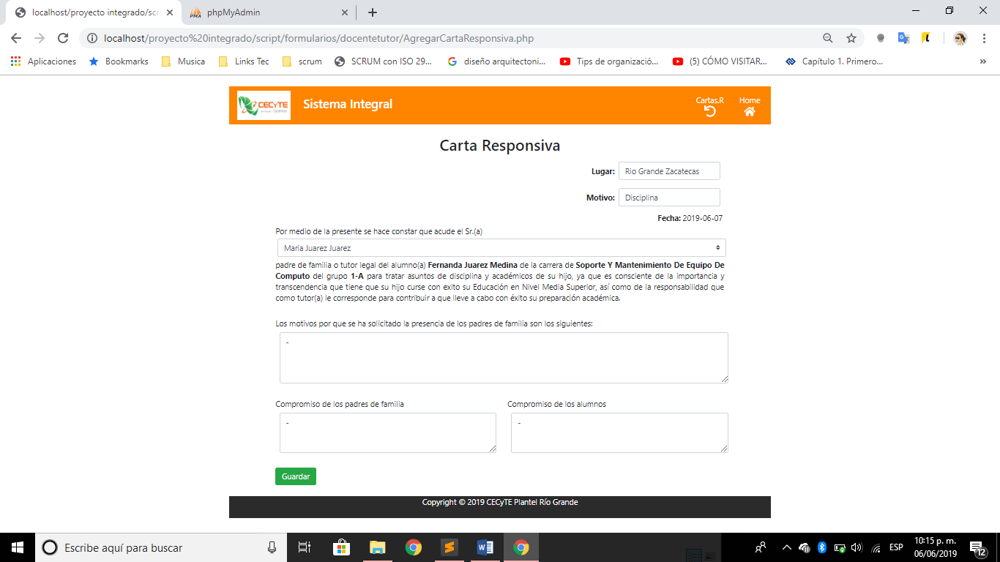 localhost/proyecto integrado/scr
phpMyAdmin
localhost/proyecto%20integrado/script/formularios/docentetutor/AgregarCartaResponsiva.php
Aplicaciones Bookmarks Musica Links Tec scrum SCRUM con ISO 29... diseño arquitectoni... Tips de organizació... (5) CÓMO VISITAR... Capítulo 1. Primero... »
CECyTE
Sistema Integral
Cartas.R Home
Carta Responsiva
Lugar: Rio Grande Zacatecas
Motivo: Disciplina
Fecha: 2019-06-07
Por medio de la presente se hace constar que acude el Sr.(a)
Maria Juarez Juarez
padre de familia o tutor legal del alumno(a) Fernanda Juarez Medina de la carrera de Soporte Y Mantenimiento De Equipo De
Computo del grupo 1-A para tratar asuntos de disciplina y académicos de su hijo, ya que es consciente de la importancia y
transcendencia que tiene que su hijo curse con exito su Educación en Nivel Media Superior, así como de la responsabilidad que
como tutor(a) le corresponde para contribuir a que lleve a cabo con éxito su preparación académica.
Los motivos por que se ha solicitado la presencia de los padres de familia son los siguientes:
-
Compromiso de los padres de familia Compromiso de los alumnos
- -
Guardar
Copyright © 2019 CECyTE Plantel Río Grande
Escribe aquí para buscar
ESP
10:15 p. m.
06/06/2019
12